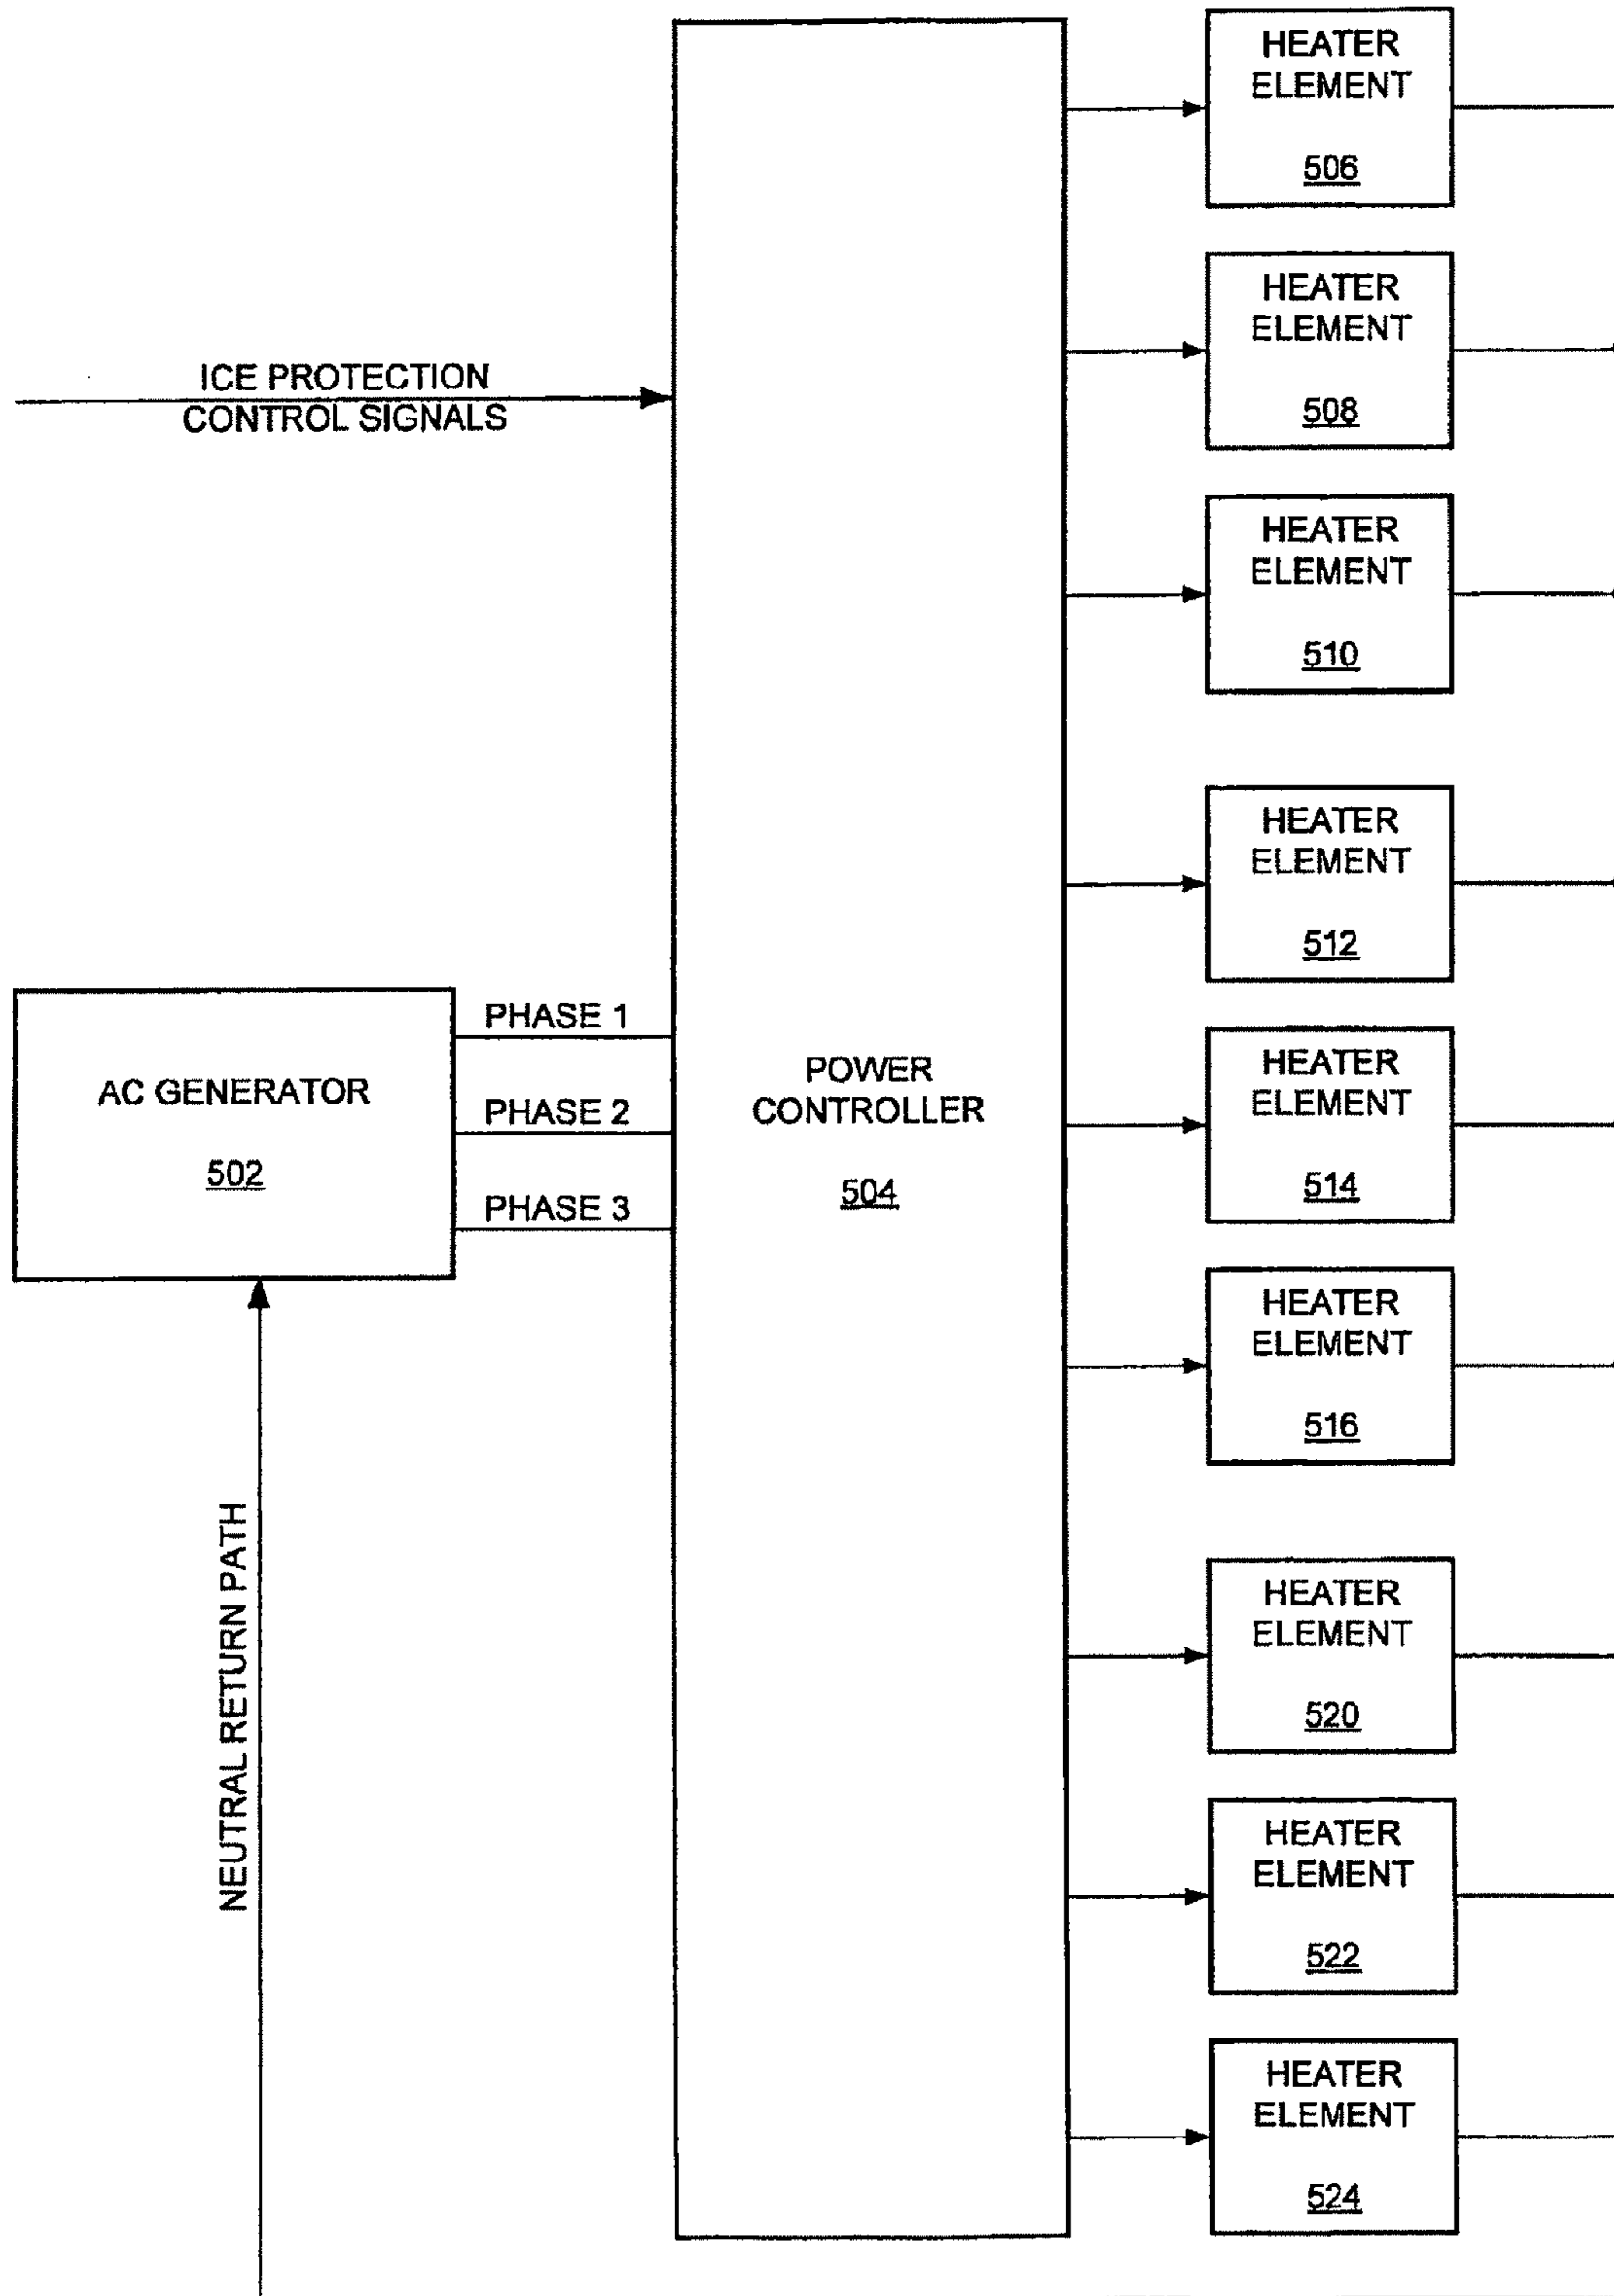 HEATER
ELEMENT
506
HEATER
ELEMENT
508
ICE PROTECTION
CONTROL SIGNALS
HEATER
ELEMENT
510
HEATER
ELEMENT
512
PHASE 1
AC GENERATOR
PHASE 2
502
PHASE 3
POWER
CONTROLLER
504
HEATER
ELEMENT
514
HEATER
ELEMENT
516
NEUTRAL RETURN PATH
HEATER
ELEMENT
520
HEATER
ELEMENT
522
HEATER
ELEMENT
524